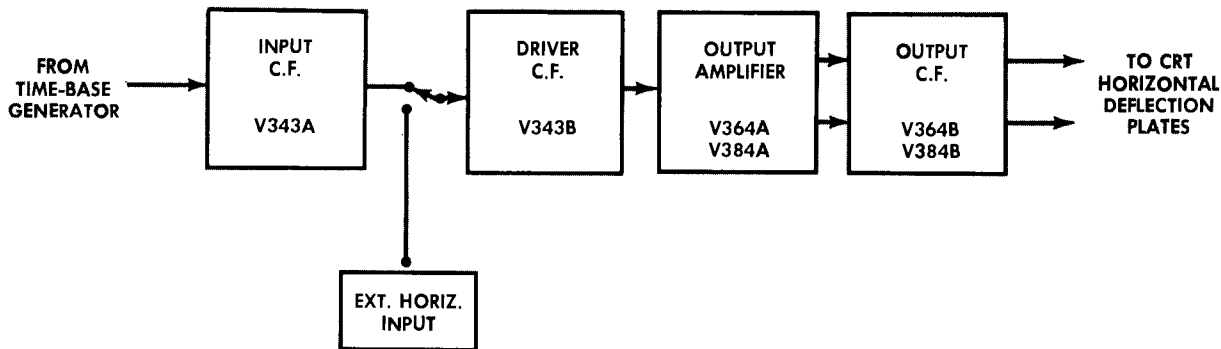 FROM
TIME-BASE
GENERATOR
INPUT
C.F.
V343A
DRIVER
C.F.
V343B
OUTPUT
AMPLIFIER
V364A
V384A
OUTPUT
C.F.
V364B
V384B
TO CRT
HORIZONTAL
DEFLECTION
PLATES
EXT. HORIZ.
INPUT